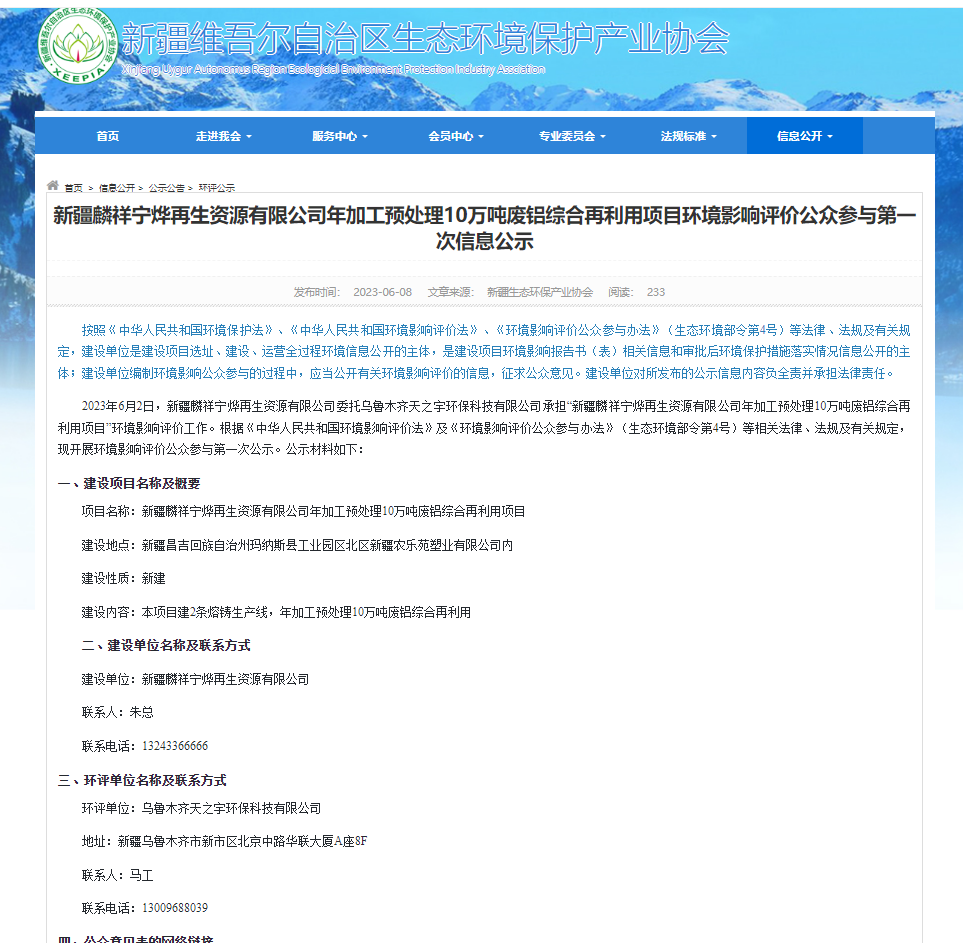 新疆维吾尔自治区生态环境保护产业协会
XEEPIA
Xinjiang Uygur Autonomus Region Ecologicial Environment Protection Industry Assciation
首页 走进我会 服务中心 会员中心 专业委员会 法规标准 信息公开
首页 > 信息公开 > 公示公告 > 环评公示
新疆麟祥宁烨再生资源有限公司年加工预处理10万吨废铝综合再利用项目环境影响评价公众参与第一
次信息公示
发布时间： 2023-06-08 文章来源： 新疆生态环保产业协会 阅读： 233
按照《中华人民共和国环境保护法》、《中华人民共和国环境影响评价法》、《环境影响评价公众参与办法》（生态环境部令第4号）等法律、法规及有关规
定，建设单位是建设项目选址、建设、运营全过程环境信息公开的主体，是建设项目环境影响报告书（表）相关信息和审批后环境保护措施落实情况信息公开的主
体；建设单位编制环境影响公众参与的过程中，应当公开有关环境影响评价的信息，征求公众意见。建设单位对所发布的公示信息内容负全责并承担法律责任。
2023年6月2日，新疆麟祥宁烨再生资源有限公司委托乌鲁木齐天之宇环保科技有限公司承担“新疆麟祥宁烨再生资源有限公司年加工预处理10万吨废铝综合再
利用项目”环境影响评价工作。根据《中华人民共和国环境影响评价法》及《环境影响评价公众参与办法》（生态环境部令第4号）等相关法律、法规及有关规定，
现开展环境影响评价公众参与第一次公示。公示材料如下：
一、建设项目名称及概要
项目名称：新疆麟祥宁烨再生资源有限公司年加工预处理10万吨废铝综合再利用项目
建设地点：新疆昌吉回族自治州玛纳斯县工业园区北区新疆农乐苑塑业有限公司内
建设性质：新建
建设内容：本项目建2条熔铸生产线，年加工预处理10万吨废铝综合再利用
二、建设单位名称及联系方式
建设单位：新疆麟祥宁烨再生资源有限公司
联系人：朱总
联系电话：13243366666
三、环评单位名称及联系方式
环评单位：乌鲁木齐天之宇环保科技有限公司
地址：新疆乌鲁木齐市新市区北京中路华联大厦A座8F
联系人：马工
联系电话：13009688039
四、公众意见表的网络链接